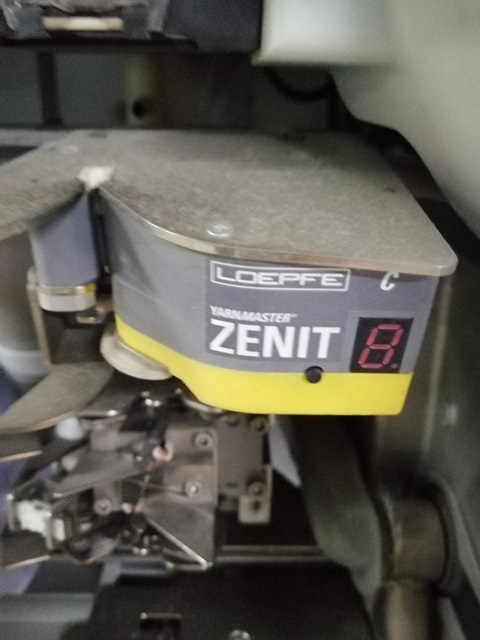 LOEPFE C
YARNMASTER®
ZENIT 8.